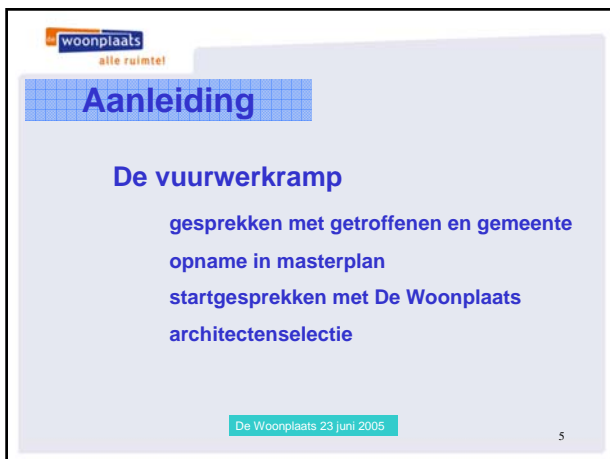 de woonplaats
alle ruimte!
Aanleiding
De vuurwerkramp
gesprekken met getroffenen en gemeente
opname in masterplan
startgesprekken met De Woonplaats
architectenselectie
De Woonplaats 23 juni 2005
5